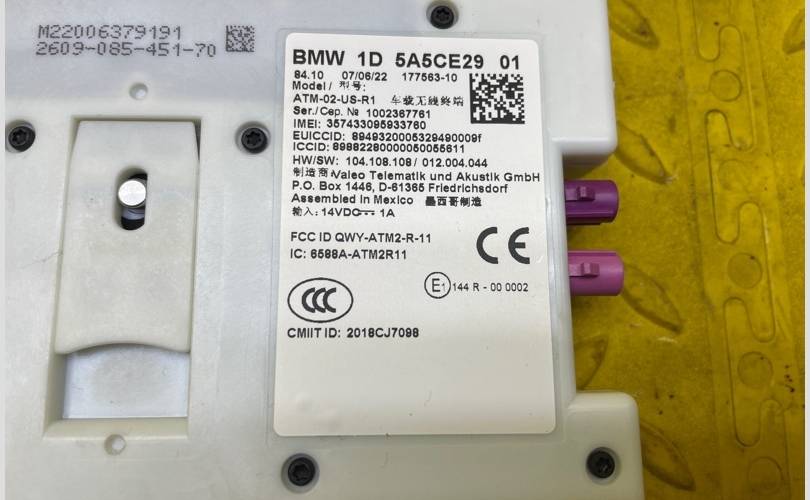 M22006379191
2609-085-451-70
BMW 1D 5A5CE29 01
84.10 07/06/22 177563-10
Model / 型号:
ATM-02-US-R1 车载无线终端
Ser./Сер. № 1002367761
IMEI: 357433095933760
EUICCID: 8949320005329490009f
ICCID: 89882280000050055611
HW/SW: 104.108.108 / 012.004.044
制造商:Valeo Telematik und Akustik GmbH
P.O. Box 1446, D-61365 Friedrichsdorf
Assembled in Mexico 墨西哥制造
输入: 14VDC 1A
FCC ID QWY-ATM2-R-11
IC: 6588A-ATM2R11
CE
E1 144 R - 00 0002
CCC
CMIIT ID: 2018CJ7098